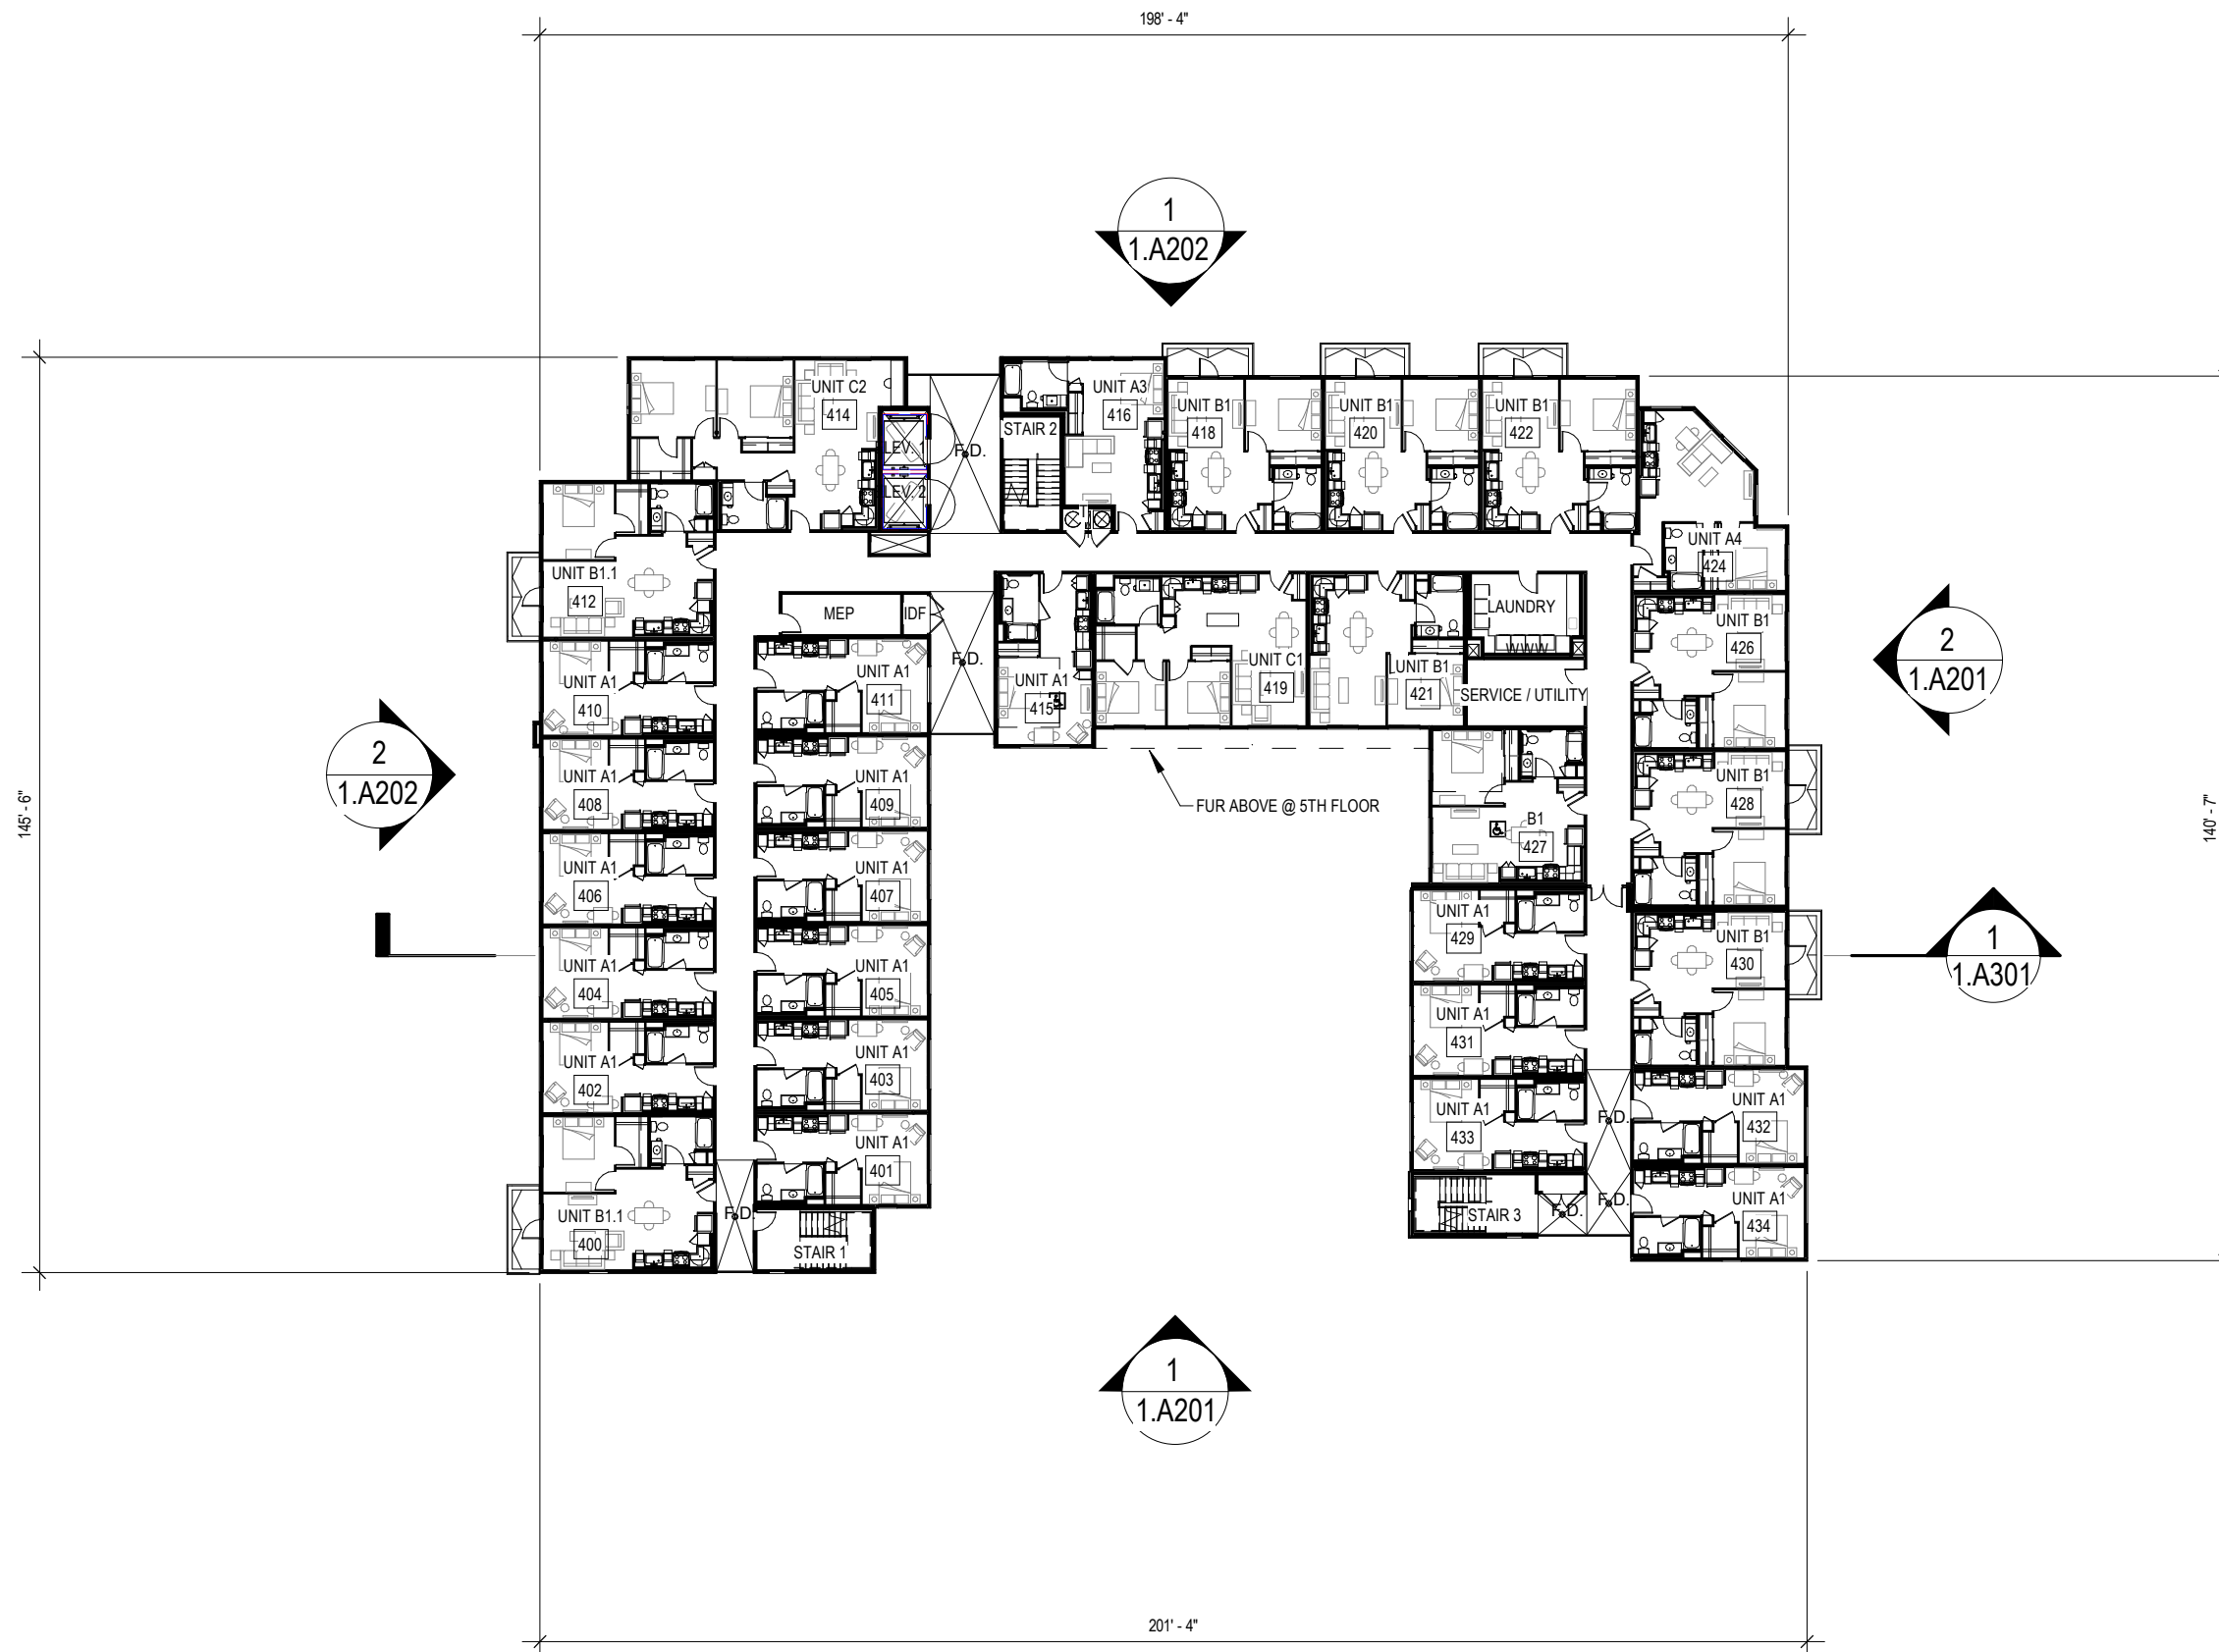 198' - 4"
1
1.A202
UNIT C2
414
UNIT A3
416
UNIT B1
418
UNIT B1
420
UNIT B1
422
STAIR 2
F.D.
LEV. 1
LEV. 2
UNIT A4
424
UNIT B1.1
412
MEP
IDF
F.D.
LAUNDRY
WWW
UNIT B1
426
2
1.A201
UNIT A1
410
UNIT A1
411
UNIT A1
415
UNIT C1
419
UNIT B1
421
SERVICE / UTILITY
2
1.A202
145' - 6"
140' - 7"
UNIT A1
408
UNIT A1
409
FUR ABOVE @ 5TH FLOOR
B1
427
UNIT B1
428
UNIT A1
406
UNIT A1
407
UNIT A1
429
UNIT B1
430
1
1.A301
UNIT A1
404
UNIT A1
405
UNIT A1
431
UNIT A1
402
UNIT A1
403
UNIT A1
433
F.D.
UNIT A1
432
UNIT A1
401
UNIT B1.1
400
F.D.
STAIR 1
STAIR 3
F.D.
F.D.
UNIT A1
434
1
1.A201
201' - 4"